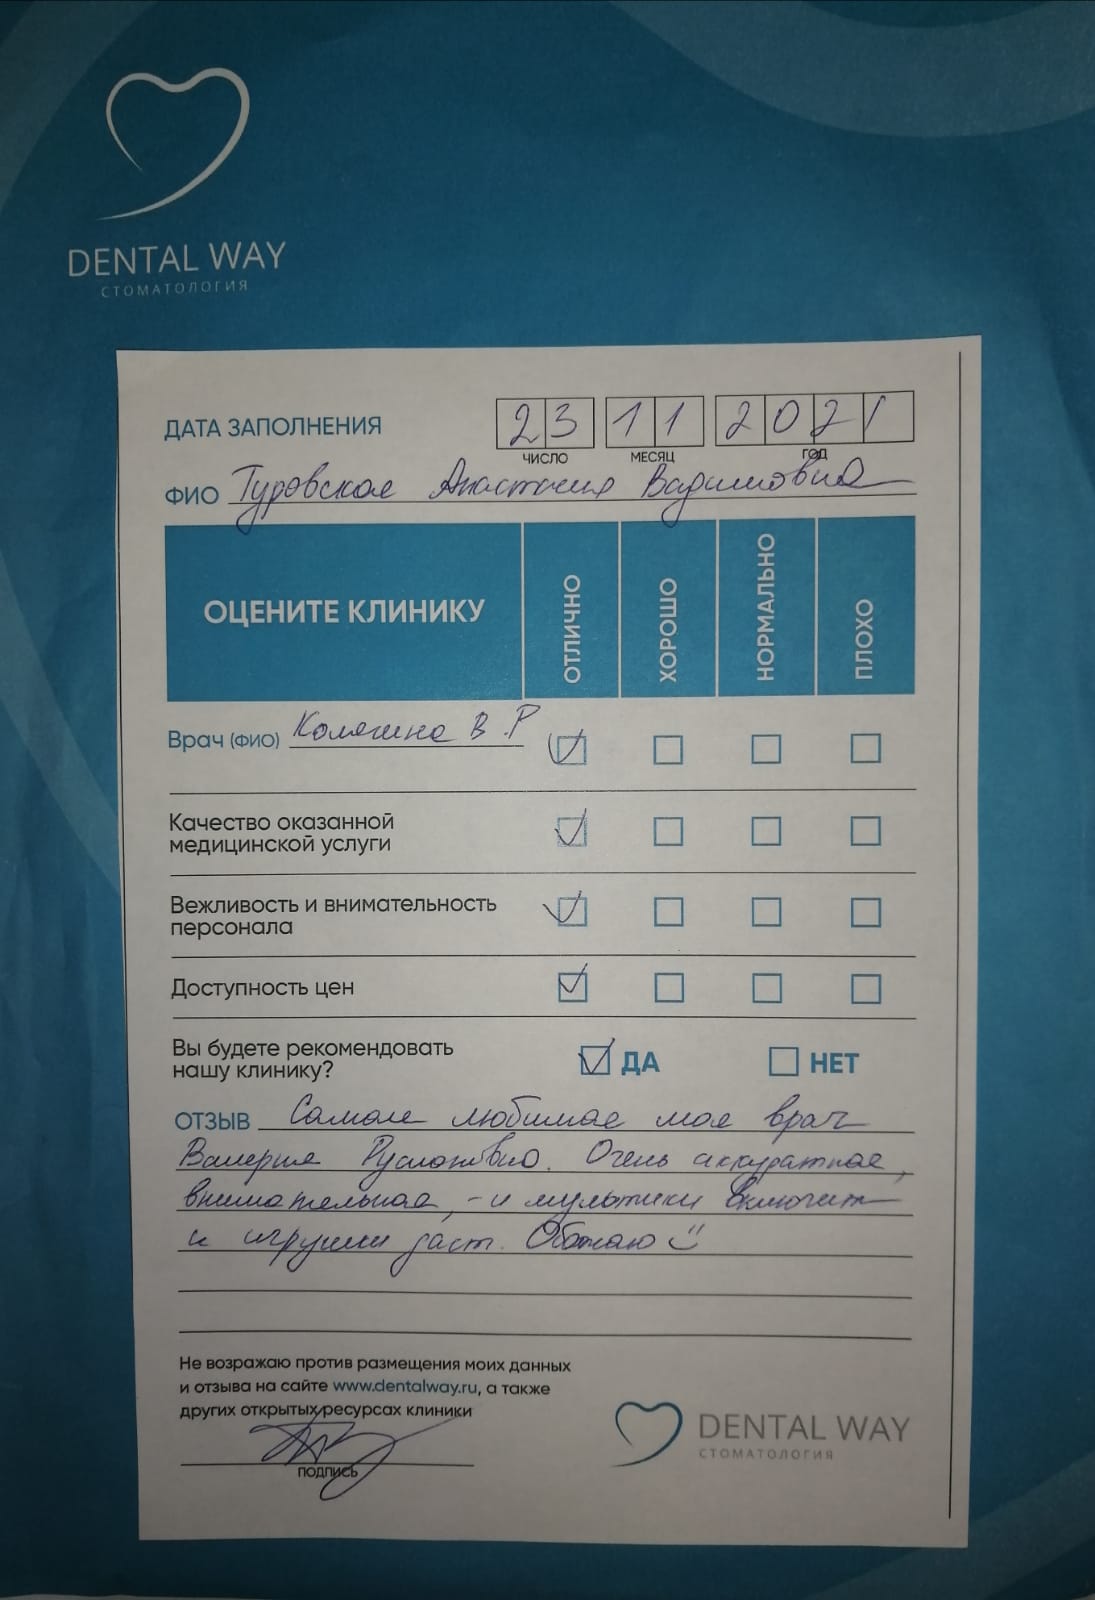 DENTAL WAY
СТОМАТОЛОГИЯ
ДАТА ЗАПОЛНЕНИЯ 23 11 2021
ЧИСЛО МЕСЯЦ ГОД
ФИО Туровская Анастасия Вадимовна
ОЦЕНИТЕ КЛИНИКУ ОТЛИЧНО ХОРОШО НОРМАЛЬНО ПЛОХО
Врач (ФИО) Колягина В.Р
Качество оказанной
медицинской услуги
Вежливость и внимательность
персонала
Доступность цен
Вы будете рекомендовать
нашу клинику? ДА НЕТ
ОТЗЫВ Самая любимая моя врач
Валерия Руслановна. Очень аккуратная,
внимательная, - и мультики включит
и игрушки даст. Обожаю
Не возражаю против размещения моих данных
и отзыва на сайте www.dentalway.ru, а также
других открытых ресурсах клиники
ПОДПИСЬ
DENTAL WAY
СТОМАТОЛОГИЯ